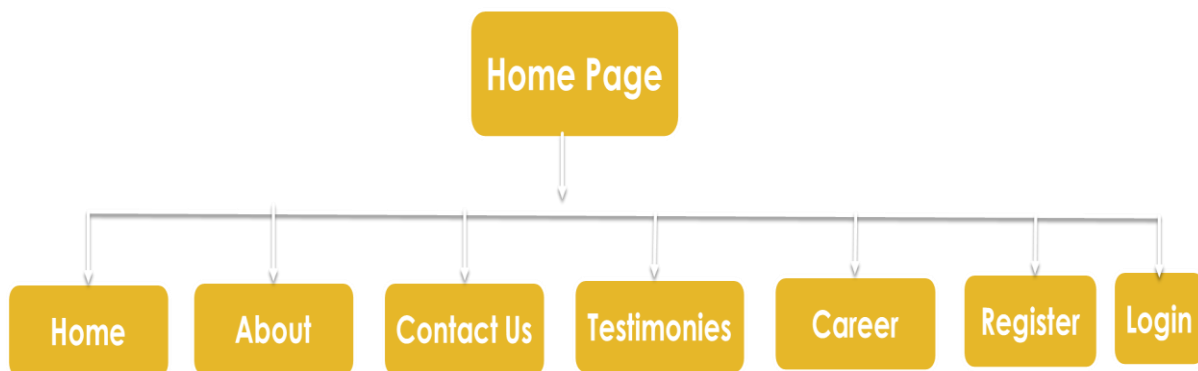 Home Page
Home
About
Contact Us
Testimonies
Career
Register
Login